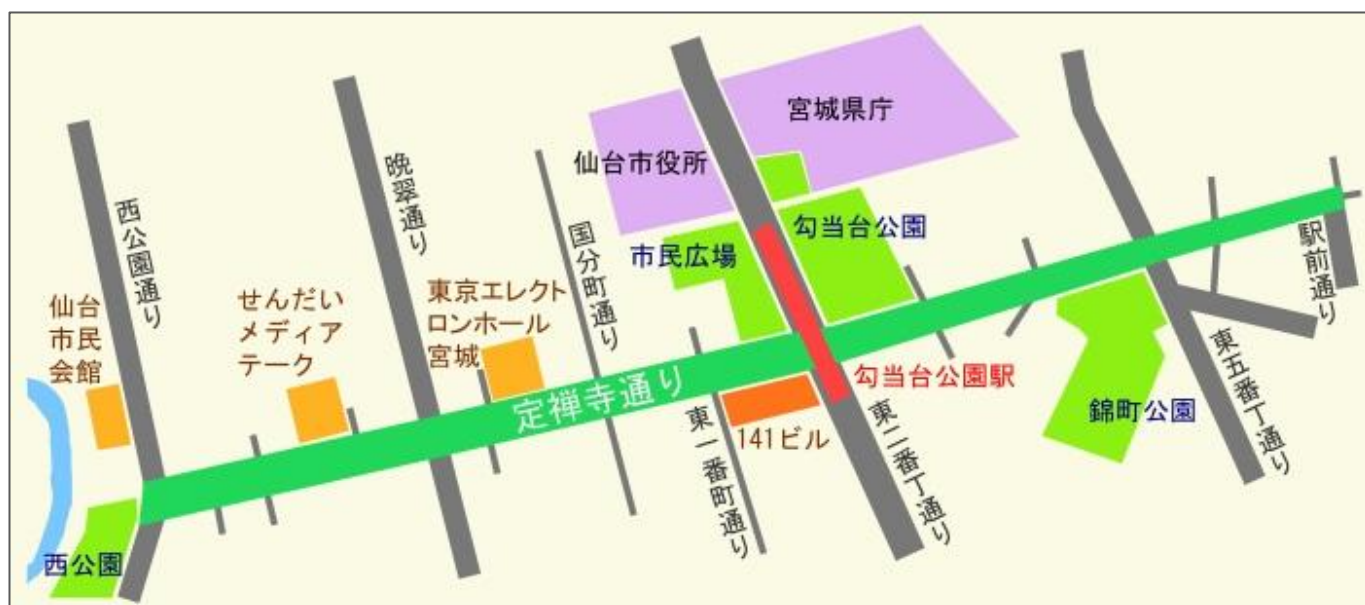 宮城県庁
仙台市役所
西公園通り
晩翠通り
国分町通り
市民広場
勾当台公園
駅前通り
仙台
市民
会館
せんだい
メディア
テーク
東京エレクト
ロンホール
宮城
定禅寺通り
勾当台公園駅
東五番丁通り
錦町公園
東一番町通り
141ビル
東二番丁通り
西公園